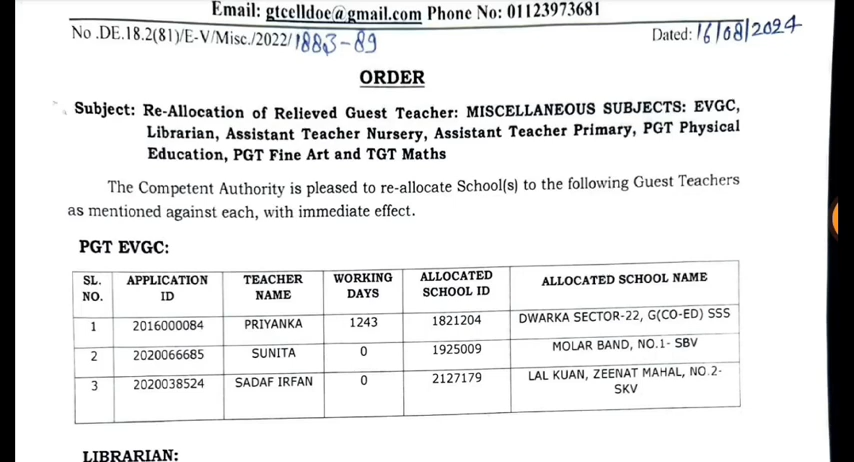 Email: gtcelldoe@gmail.com Phone No: 01123973681
No .DE.18.2(81)/E-V/Misc./2022/1883-89 Dated: 16/08/2024
ORDER
Subject: Re-Allocation of Relieved Guest Teacher: MISCELLANEOUS SUBJECTS: EVGC,
Librarian, Assistant Teacher Nursery, Assistant Teacher Primary, PGT Physical
Education, PGT Fine Art and TGT Maths
The Competent Authority is pleased to re-allocate School(s) to the following Guest Teachers
as mentioned against each, with immediate effect.
PGT EVGC:
SL. NO. APPLICATION ID TEACHER NAME WORKING DAYS ALLOCATED SCHOOL ID ALLOCATED SCHOOL NAME
1 2016000084 PRIYANKA 1243 1821204 DWARKA SECTOR-22, G(CO-ED) SSS
2 2020066685 SUNITA 0 1925009 MOLAR BAND, NO.1- SBV
3 2020038524 SADAF IRFAN 0 2127179 LAL KUAN, ZEENAT MAHAL, NO.2-
SKV
LIBRARIAN: